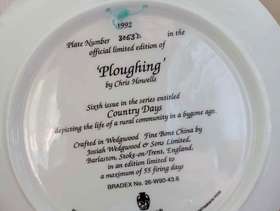 1992
Plate Number 3053D in the
official limited edition of
'Ploughing'
by Chris Howells
Sixth issue in the series entitled
Country Days
depicting the life of a rural community in a bygone age.
Crafted in Wedgwood Fine Bone China by
Josiah Wedgwood & Sons Limited,
Barlaston, Stoke-on-Trent, England,
in an edition limited to
a maximum of 55 firing days
BRADEX No. 26-W90-43.6